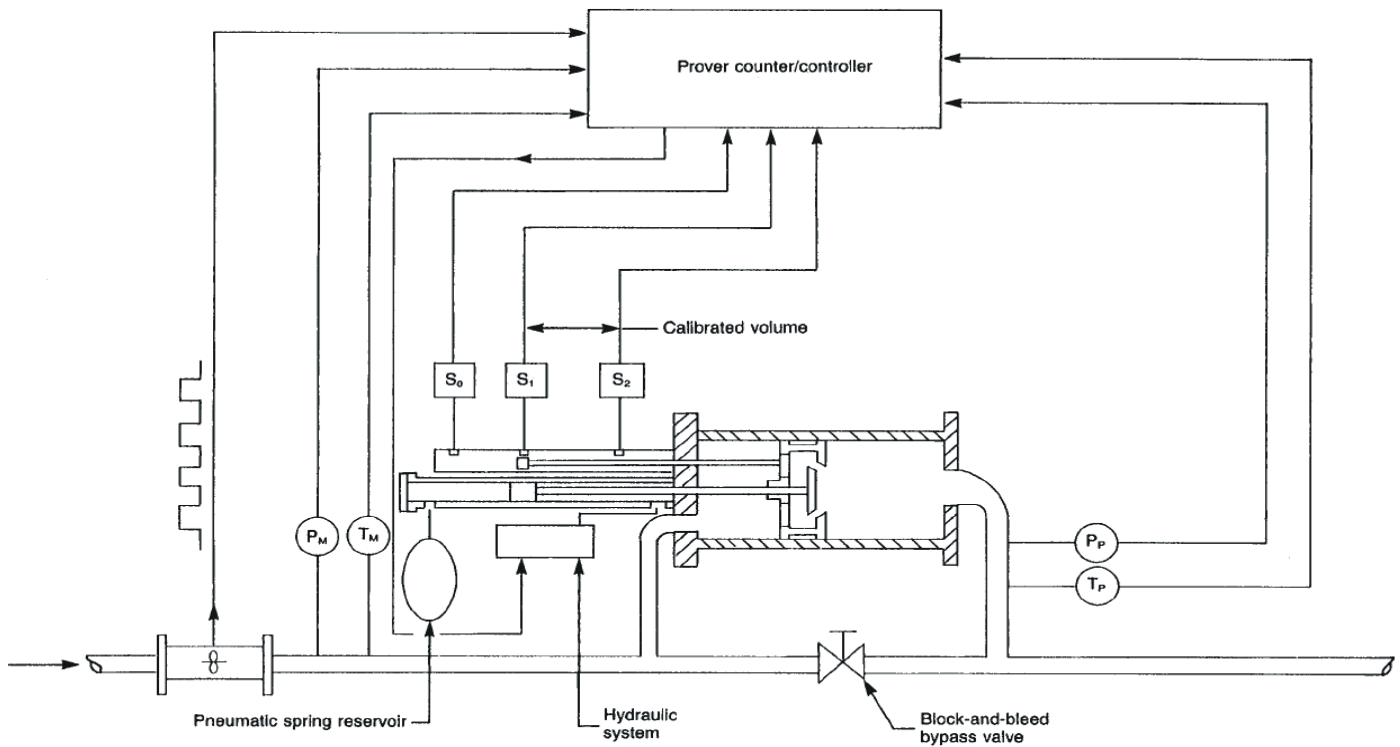 Prover counter/controller
Calibrated volume
S₀
S₁
S₂
P_M
T_M
P_P
T_P
Pneumatic spring reservoir
Hydraulic
system
Block-and-bleed
bypass valve